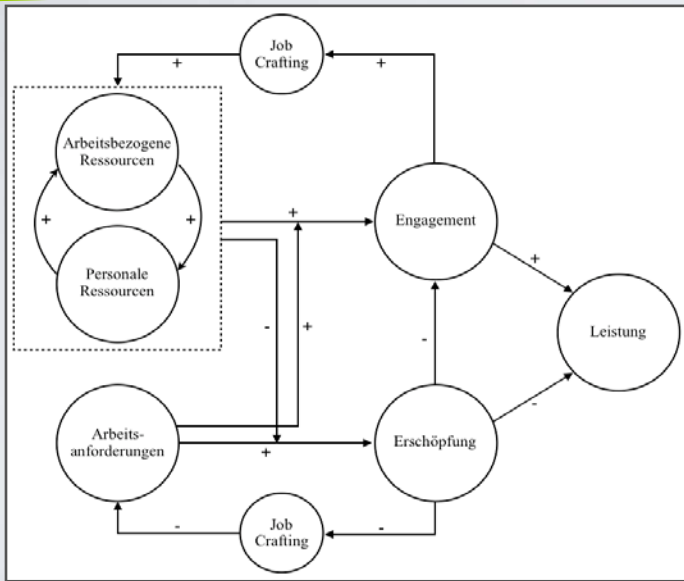 Job
Crafting
+
+
Arbeitsbezogene
Ressourcen
+
+
+
Engagement
Personale
Ressourcen
+
-
+
-
Leistung
-
Arbeits-
anforderungen
+
Erschöpfung
-
-
Job
Crafting